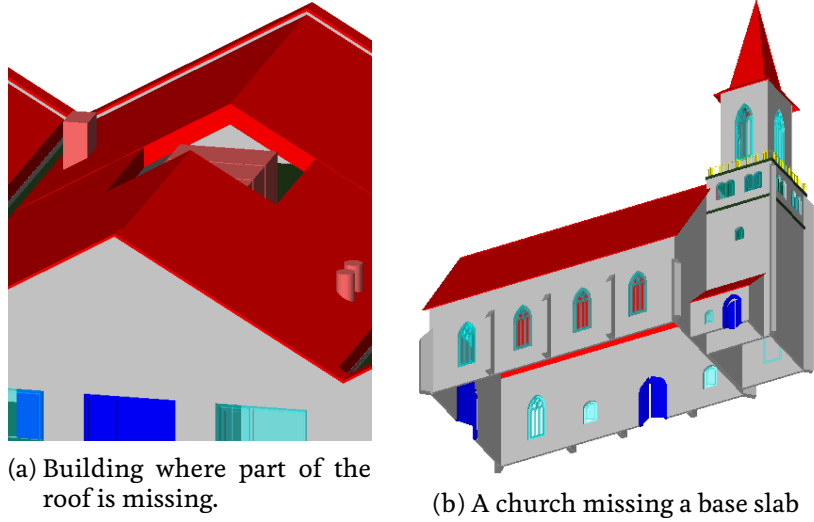 (a) Building where part of the
roof is missing.
(b) A church missing a base slab